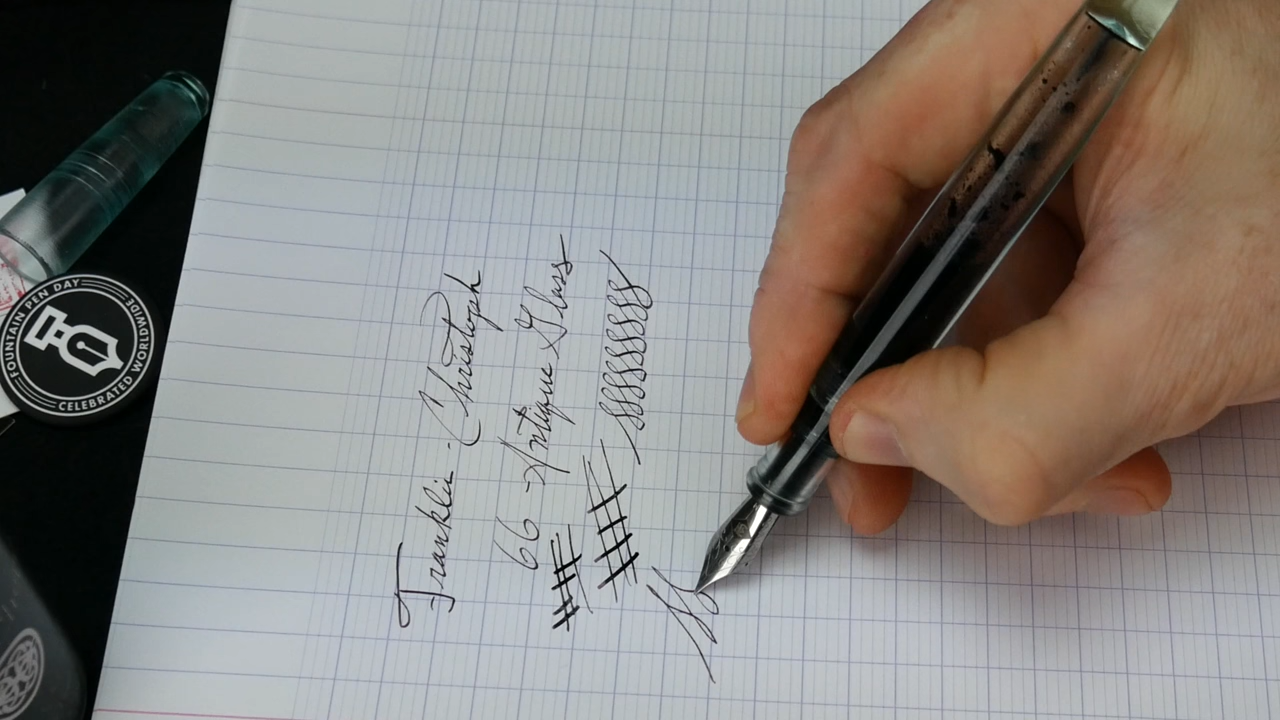 Franklin-Christoph
66 Antique Glass
FOUNTAIN PEN DAY
CELEBRATED WORLDWIDE